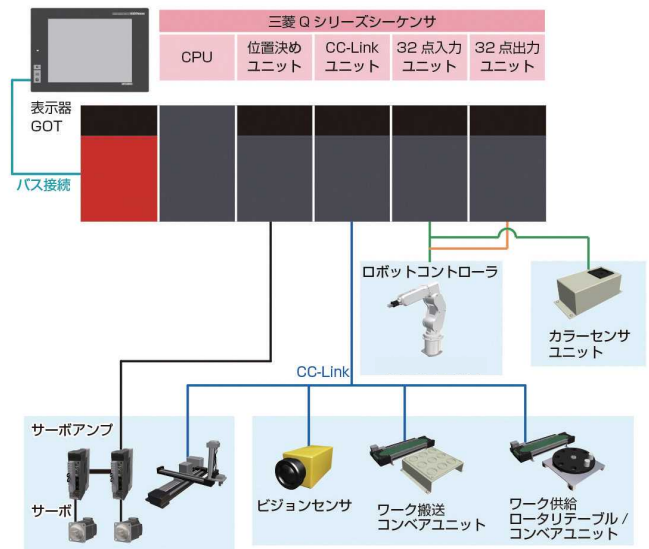 三菱Qシリーズシーケンサ
CPU
位置決め
ユニット
CC-Link
ユニット
32点入力
ユニット
32点出力
ユニット
表示器
GOT
バス接続
ロボットコントローラ
カラーセンサ
ユニット
CC-Link
サーボアンプ
サーボ
ビジョンセンサ
ワーク搬送
コンベアユニット
ワーク供給
ロータリテーブル/
コンベアユニット